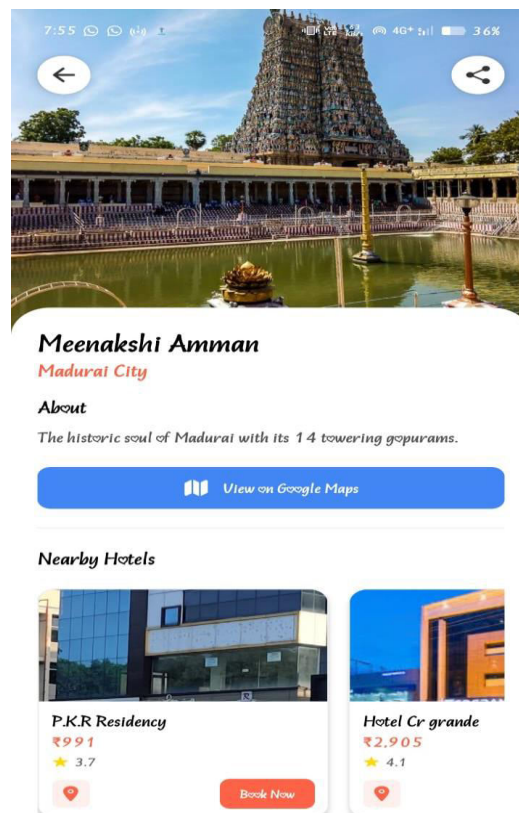 7:55 4G+ 36%
Meenakshi Amman
Madurai City
About
The historic soul of Madurai with its 14 towering gopurams.
View on Google Maps
Nearby Hotels
P.K.R Residency
₹991
3.7
Book Now
Hotel Cr grande
₹2,905
4.1